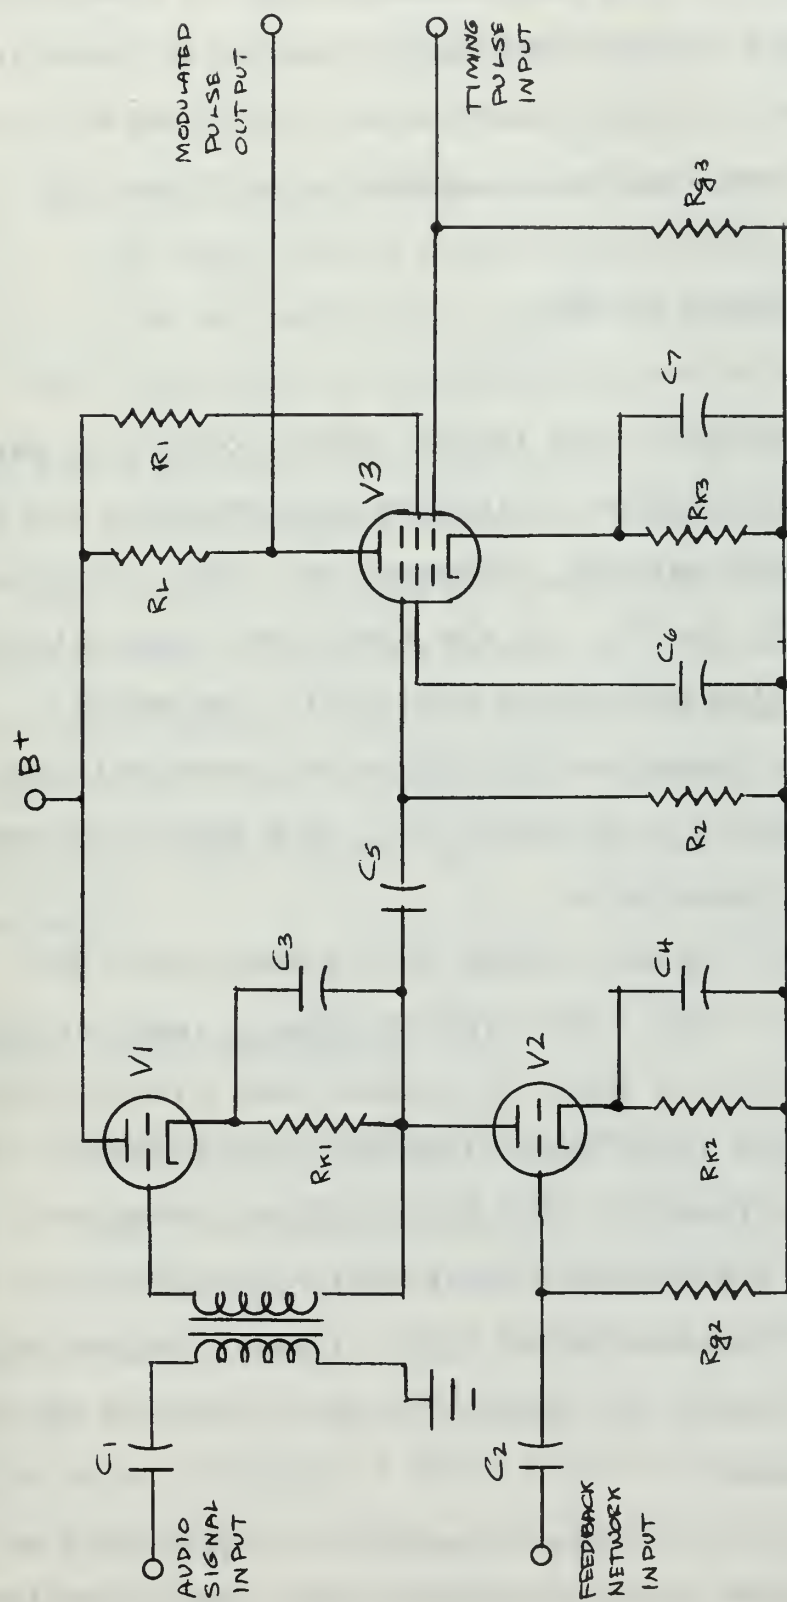 AUDIO
SIGNAL
INPUT
C1
FEEDBACK
NETWORK
INPUT
C2
Rg2
V1
RK1
C3
V2
RK2
C4
C5
R2
B+
RL
R1
V3
C6
RK3
C7
Rg3
MODULATED
PULSE
OUTPUT
TIMING
PULSE
INPUT